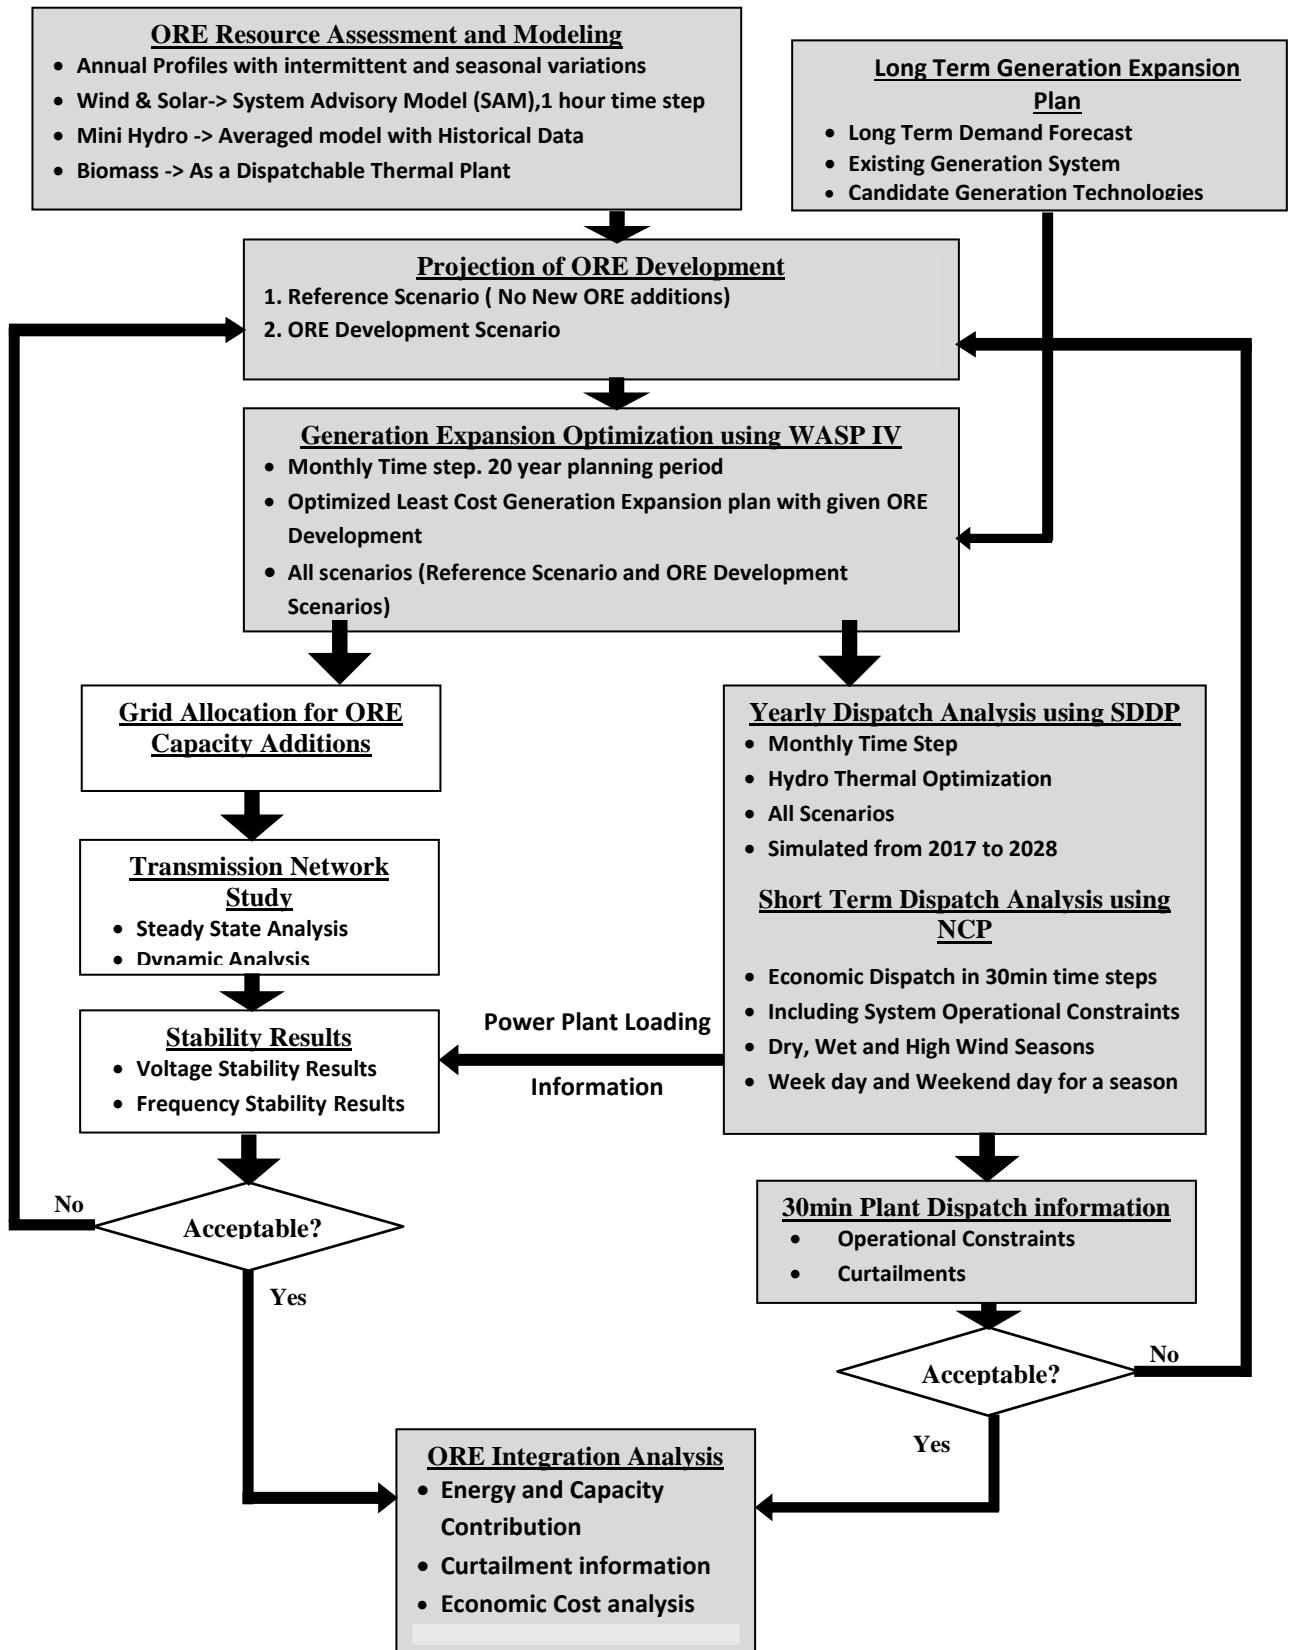 ORE Resource Assessment and Modeling
• Annual Profiles with intermittent and seasonal variations
• Wind & Solar-> System Advisory Model (SAM),1 hour time step
• Mini Hydro -> Averaged model with Historical Data
• Biomass -> As a Dispatchable Thermal Plant
Long Term Generation Expansion
Plan
• Long Term Demand Forecast
• Existing Generation System
• Candidate Generation Technologies
Projection of ORE Development
1. Reference Scenario ( No New ORE additions)
2. ORE Development Scenario
Generation Expansion Optimization using WASP IV
• Monthly Time step. 20 year planning period
• Optimized Least Cost Generation Expansion plan with given ORE
Development
• All scenarios (Reference Scenario and ORE Development
Scenarios)
Grid Allocation for ORE
Capacity Additions
Transmission Network
Study
• Steady State Analysis
• Dynamic Analysis
Stability Results
• Voltage Stability Results
• Frequency Stability Results
Power Plant Loading
Information
Yearly Dispatch Analysis using SDDP
• Monthly Time Step
• Hydro Thermal Optimization
• All Scenarios
• Simulated from 2017 to 2028
Short Term Dispatch Analysis using
NCP
• Economic Dispatch in 30min time steps
• Including System Operational Constraints
• Dry, Wet and High Wind Seasons
• Week day and Weekend day for a season
No
Acceptable?
Yes
30min Plant Dispatch information
• Operational Constraints
• Curtailments
Acceptable?
No
Yes
ORE Integration Analysis
• Energy and Capacity
Contribution
• Curtailment information
• Economic Cost analysis